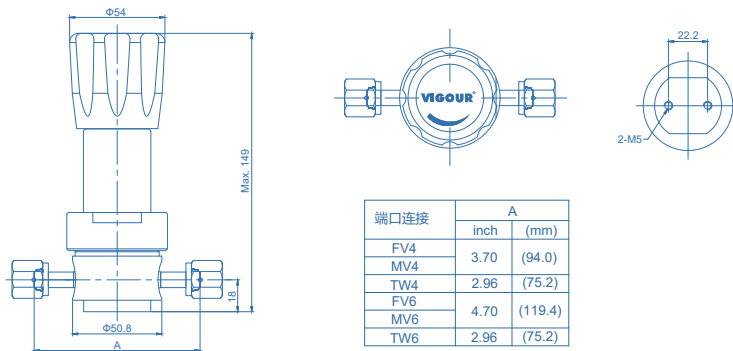 Φ54
Max. 149
18
Φ50.8
A
VIGOUR®
22.2
2-M5
端口连接 A
inch (mm)
FV4 3.70 (94.0)
MV4
TW4 2.96 (75.2)
FV6 4.70 (119.4)
MV6
TW6 2.96 (75.2)